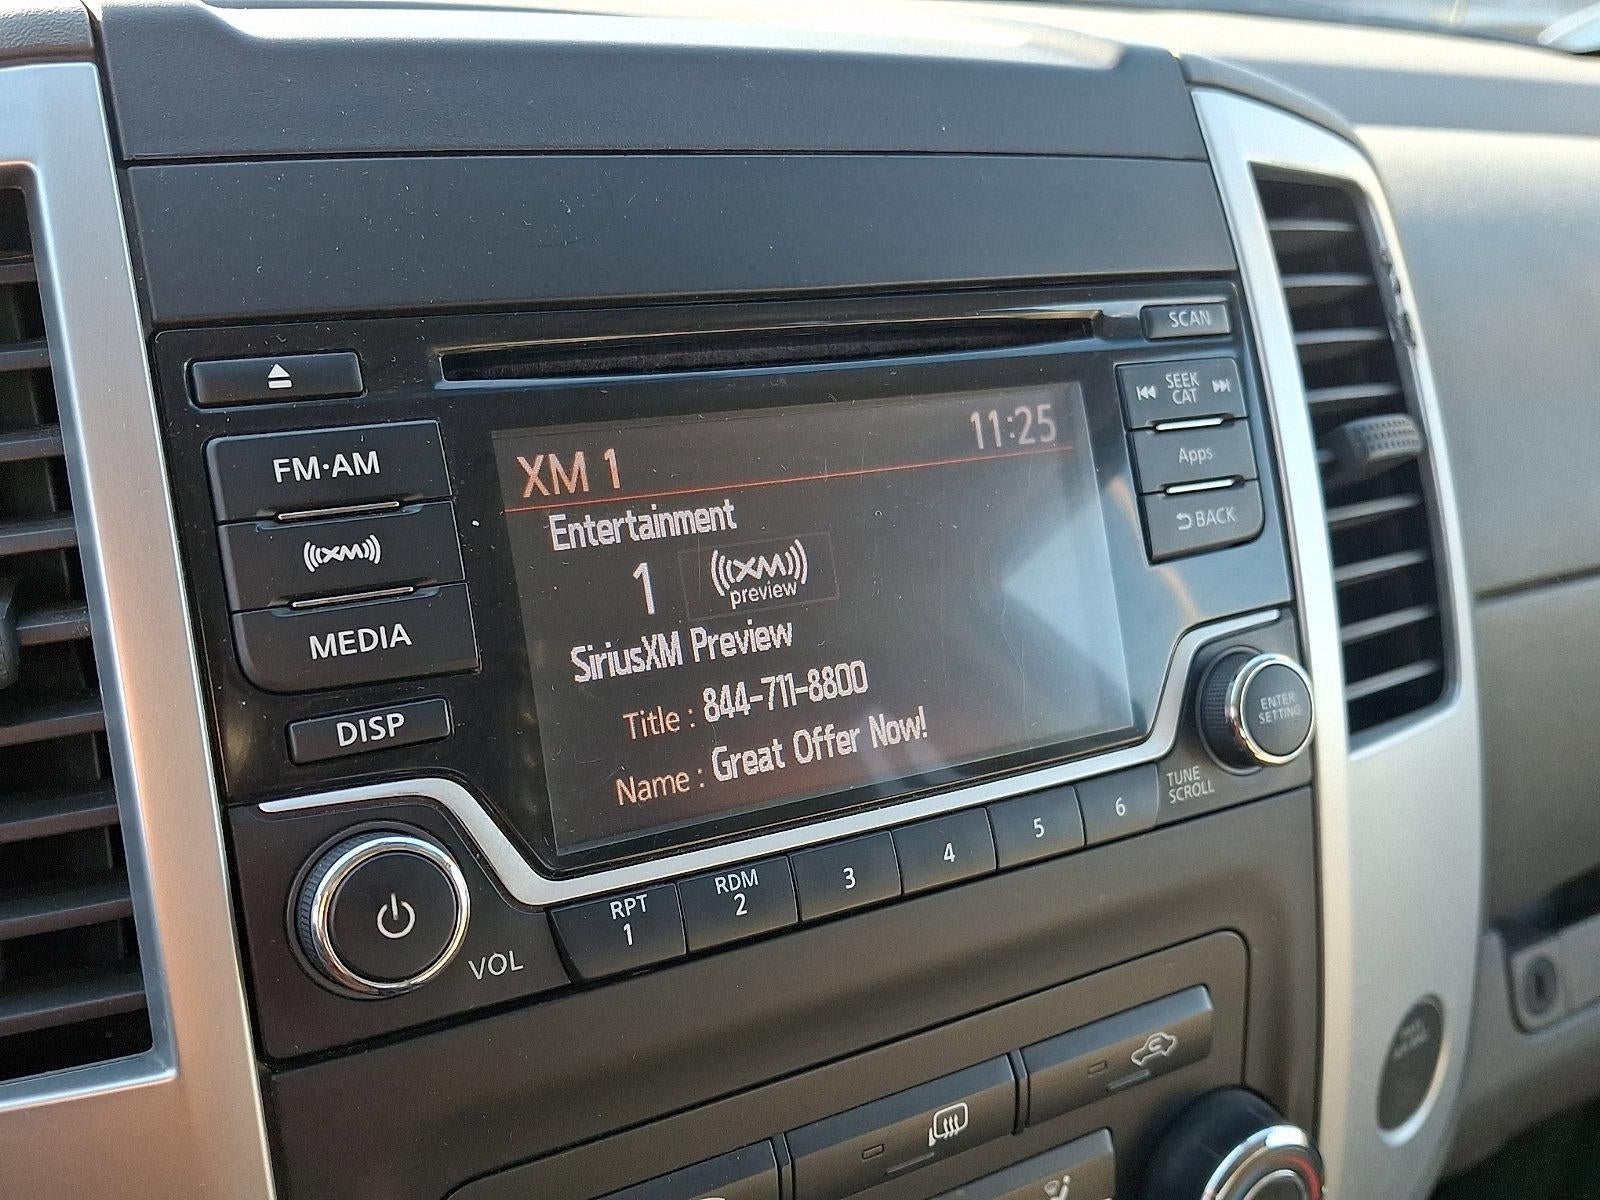 SCAN
SEEK
CAT
Apps
BACK
FM·AM
XM
MEDIA
DISP
XM 1
11:25
Entertainment
1
XM
preview
SiriusXM Preview
Title : 844-711-8800
Name : Great Offer Now!
ENTER
SETTING
TUNE
SCROLL
VOL
RPT
1
RDM
2
3
4
5
6